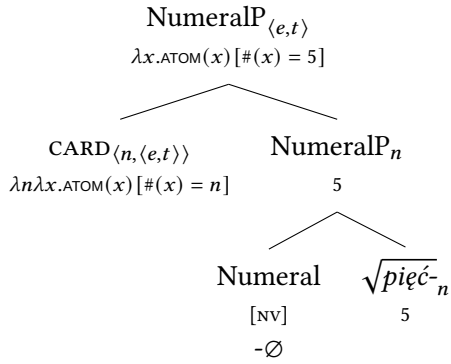 NumeralP⟨e,t⟩
λx.ATOM(x)[#(x) = 5]
CARD⟨n,⟨e,t⟩⟩ NumeralPn
λnλx.ATOM(x)[#(x) = n] 5
Numeral √pięć-n
[NV] 5
-∅